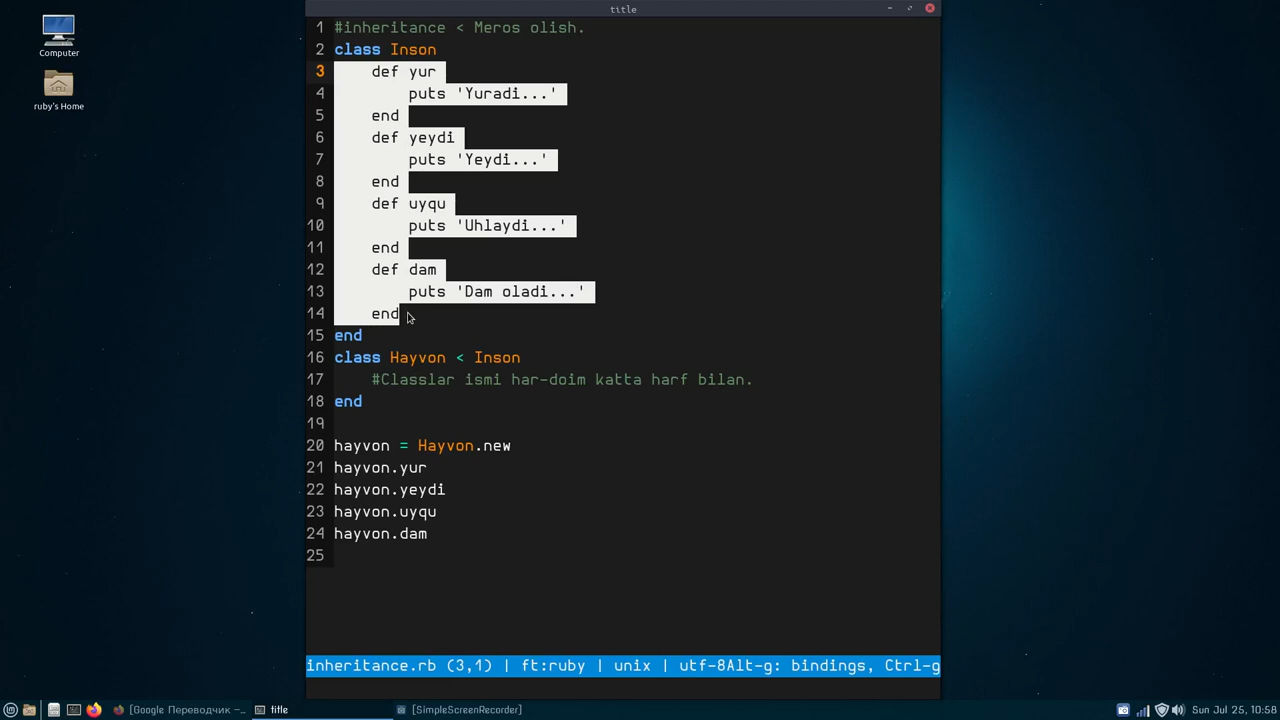 title
Computer
ruby's Home
1 #inheritance < Meros olish.
2 class Inson
3     def yur
4         puts 'Yuradi...'
5     end
6     def yeydi
7         puts 'Yeydi...'
8     end
9     def uyqu
10         puts 'Uhlaydi...'
11     end
12     def dam
13         puts 'Dam oladi...'
14     end
15 end
16 class Hayvon < Inson
17     #Classlar ismi har-doim katta harf bilan.
18 end
19
20 hayvon = Hayvon.new
21 hayvon.yur
22 hayvon.yeydi
23 hayvon.uyqu
24 hayvon.dam
25
inheritance.rb (3,1) | ft:ruby | unix | utf-8Alt-g: bindings, Ctrl-g
[Google Переводчик –... title [SimpleScreenRecorder] Sun Jul 25, 10:58